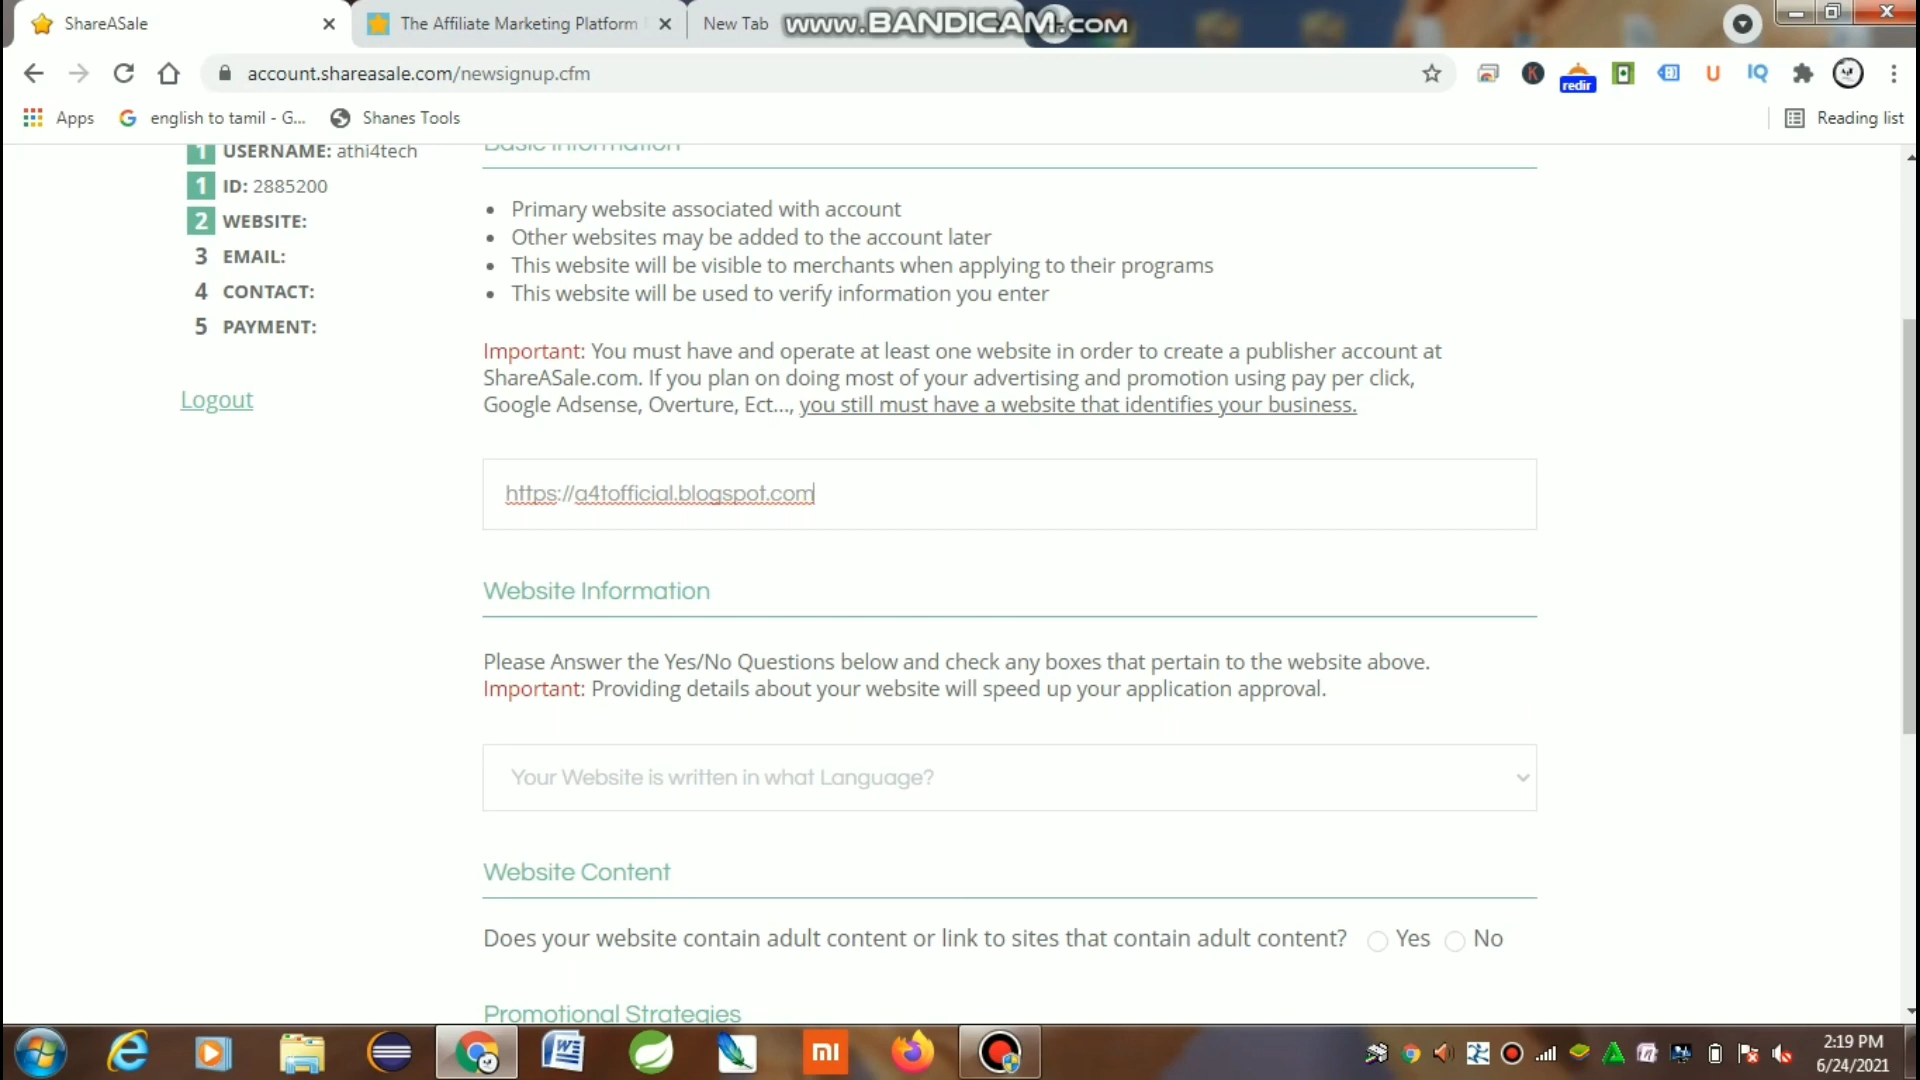 ShareASale
The Affiliate Marketing Platform
New Tab
www.BANDICAM.com
account.shareasale.com/newsignup.cfm
redir
IQ
Apps
english to tamil - G...
Shanes Tools
Reading list
1 USERNAME: athi4tech
1 ID: 2885200
2 WEBSITE:
3 EMAIL:
4 CONTACT:
5 PAYMENT:
Logout
Basic Information
• Primary website associated with account
• Other websites may be added to the account later
• This website will be visible to merchants when applying to their programs
• This website will be used to verify information you enter
Important: You must have and operate at least one website in order to create a publisher account at
ShareASale.com. If you plan on doing most of your advertising and promotion using pay per click,
Google Adsense, Overture, Ect..., you still must have a website that identifies your business.
https://a4tofficial.blogspot.com
Website Information
Please Answer the Yes/No Questions below and check any boxes that pertain to the website above.
Important: Providing details about your website will speed up your application approval.
Your Website is written in what Language?
Website Content
Does your website contain adult content or link to sites that contain adult content? Yes No
Promotional Strategies
2:19 PM
6/24/2021